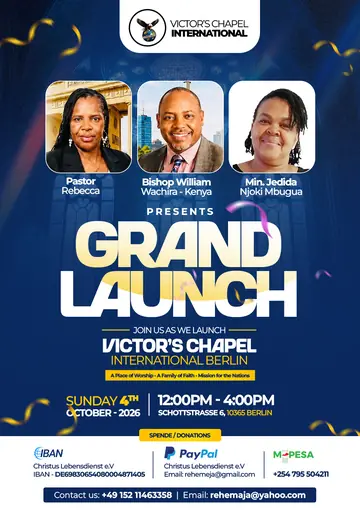 VICTOR'S CHAPEL
INTERNATIONAL
Pastor
Rebecca
Bishop William
Wachira - Kenya
Min. Jedida
Njoki Mbugua
PRESENTS
GRAND
LAUNCH
JOIN US AS WE LAUNCH
VICTOR'S CHAPEL
INTERNATIONAL BERLIN
A Place of Worship - A Family of Faith - Mission for the Nations
SUNDAY 4TH
OCTOBER - 2026
12:00PM - 4:00PM
SCHOTTSTRASSE 6, 10365 BERLIN
SPENDE / DONATIONS
IBAN
Christus Lebensdienst e.V
IBAN - DE69830654080004871405
PayPal
Christus Lebensdienst e.V
Email: rehemeja@gmail.com
M-PESA
+254 795 504211
Contact us: +49 152 11463358 | Email: rehemaja@yahoo.com